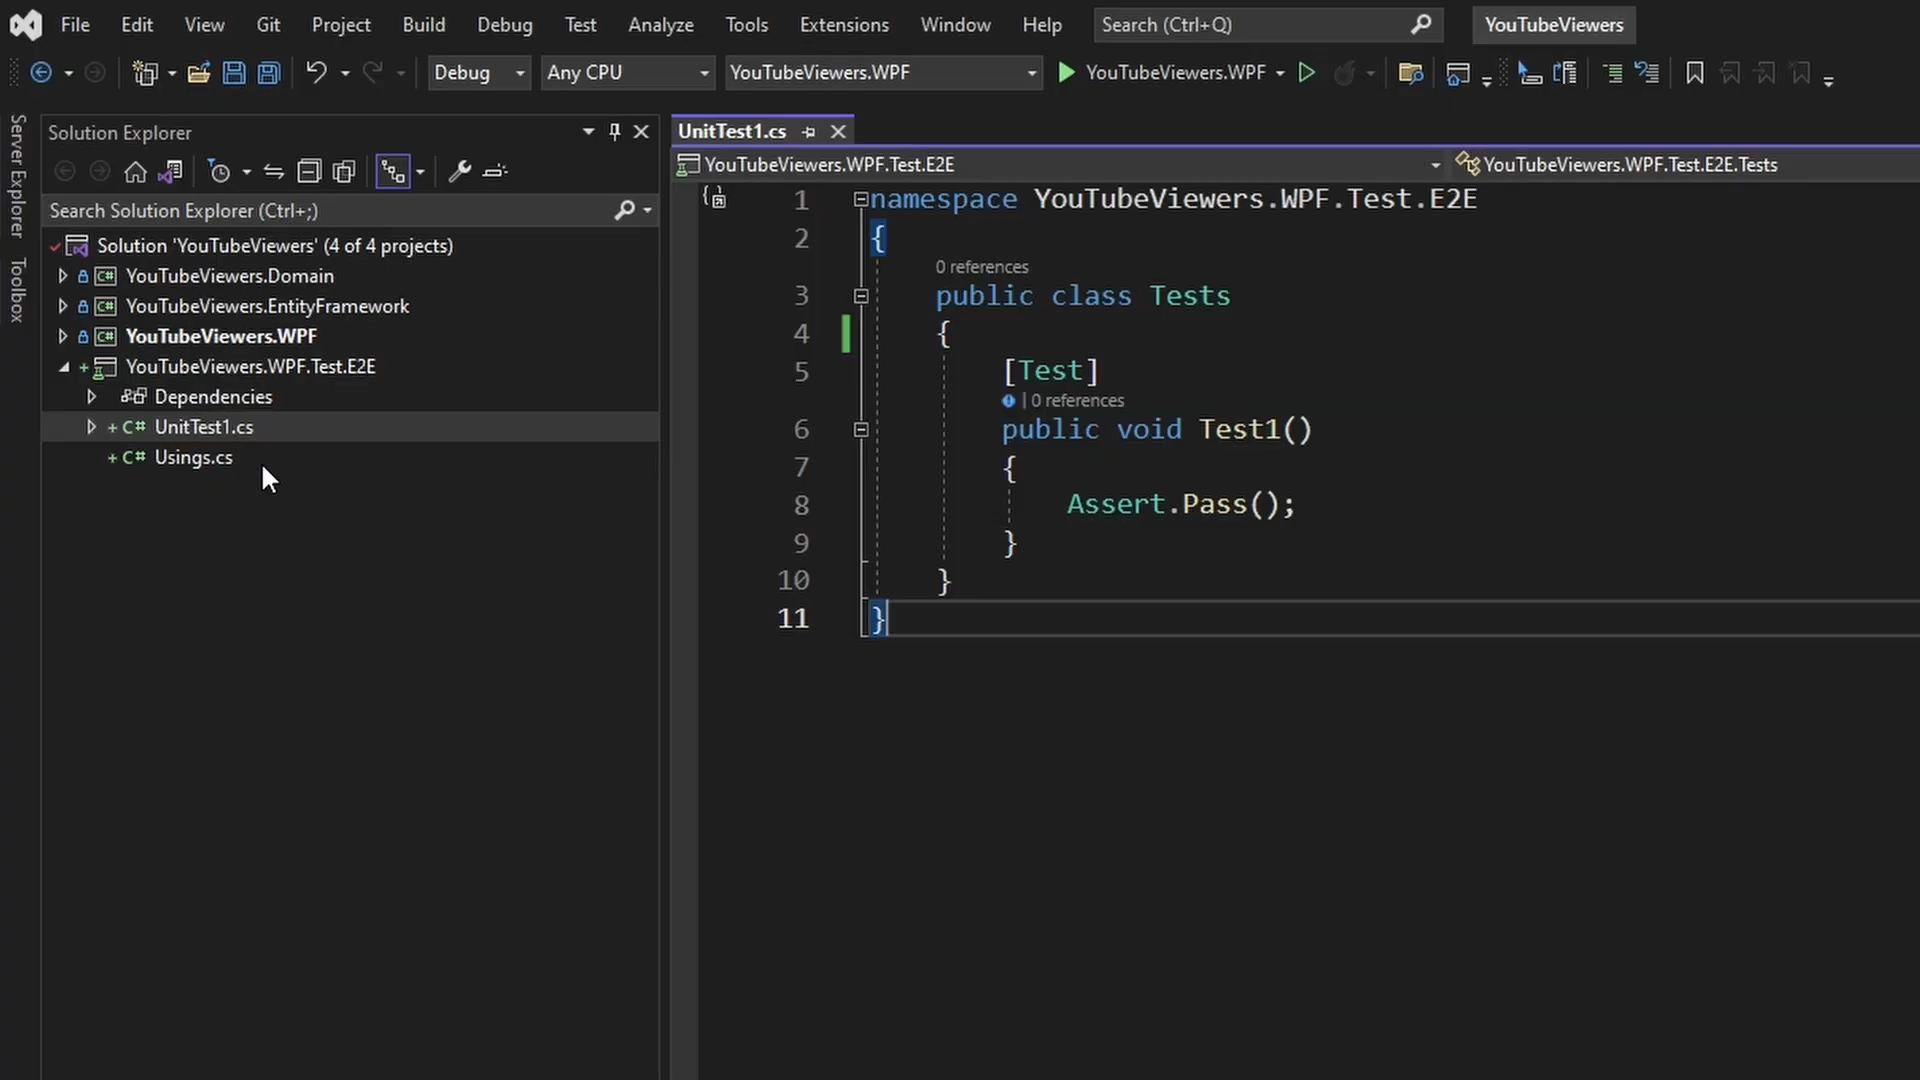 File Edit View Git Project Build Debug Test Analyze Tools Extensions Window Help Search (Ctrl+Q) YouTubeViewers
Debug Any CPU YouTubeViewers.WPF YouTubeViewers.WPF
Server Explorer
Toolbox
Solution Explorer
Search Solution Explorer (Ctrl+;)
Solution 'YouTubeViewers' (4 of 4 projects)
C# YouTubeViewers.Domain
C# YouTubeViewers.EntityFramework
C# YouTubeViewers.WPF
+ YouTubeViewers.WPF.Test.E2E
Dependencies
+ C# UnitTest1.cs
+ C# Usings.cs
UnitTest1.cs
YouTubeViewers.WPF.Test.E2E YouTubeViewers.WPF.Test.E2E.Tests
1 namespace YouTubeViewers.WPF.Test.E2E
2 {
0 references
3 public class Tests
4 {
5 [Test]
| 0 references
6 public void Test1()
7 {
8 Assert.Pass();
9 }
10 }
11 }